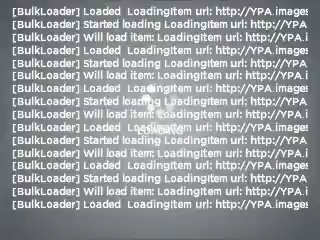 [BulkLoader] Loaded LoadingItem url: http://YPA.images
[BulkLoader] Started loading LoadingItem url: http://YPA
[BulkLoader] Will load item: LoadingItem url: http://YPA.i
[BulkLoader] Loaded LoadingItem url: http://YPA.images
[BulkLoader] Started loading LoadingItem url: http://YPA
[BulkLoader] Will load item: LoadingItem url: http://YPA.i
[BulkLoader] Loaded LoadingItem url: http://YPA.images
[BulkLoader] Started loading LoadingItem url: http://YPA
[BulkLoader] Will load item: LoadingItem url: http://YPA.i
[BulkLoader] Loaded LoadingItem url: http://YPA.images
LOADING
[BulkLoader] Started loading LoadingItem url: http://YPA
[BulkLoader] Will load item: LoadingItem url: http://YPA.i
[BulkLoader] Loaded LoadingItem url: http://YPA.images
[BulkLoader] Started loading LoadingItem url: http://YPA
[BulkLoader] Will load item: LoadingItem url: http://YPA.i
[BulkLoader] Loaded LoadingItem url: http://YPA.images